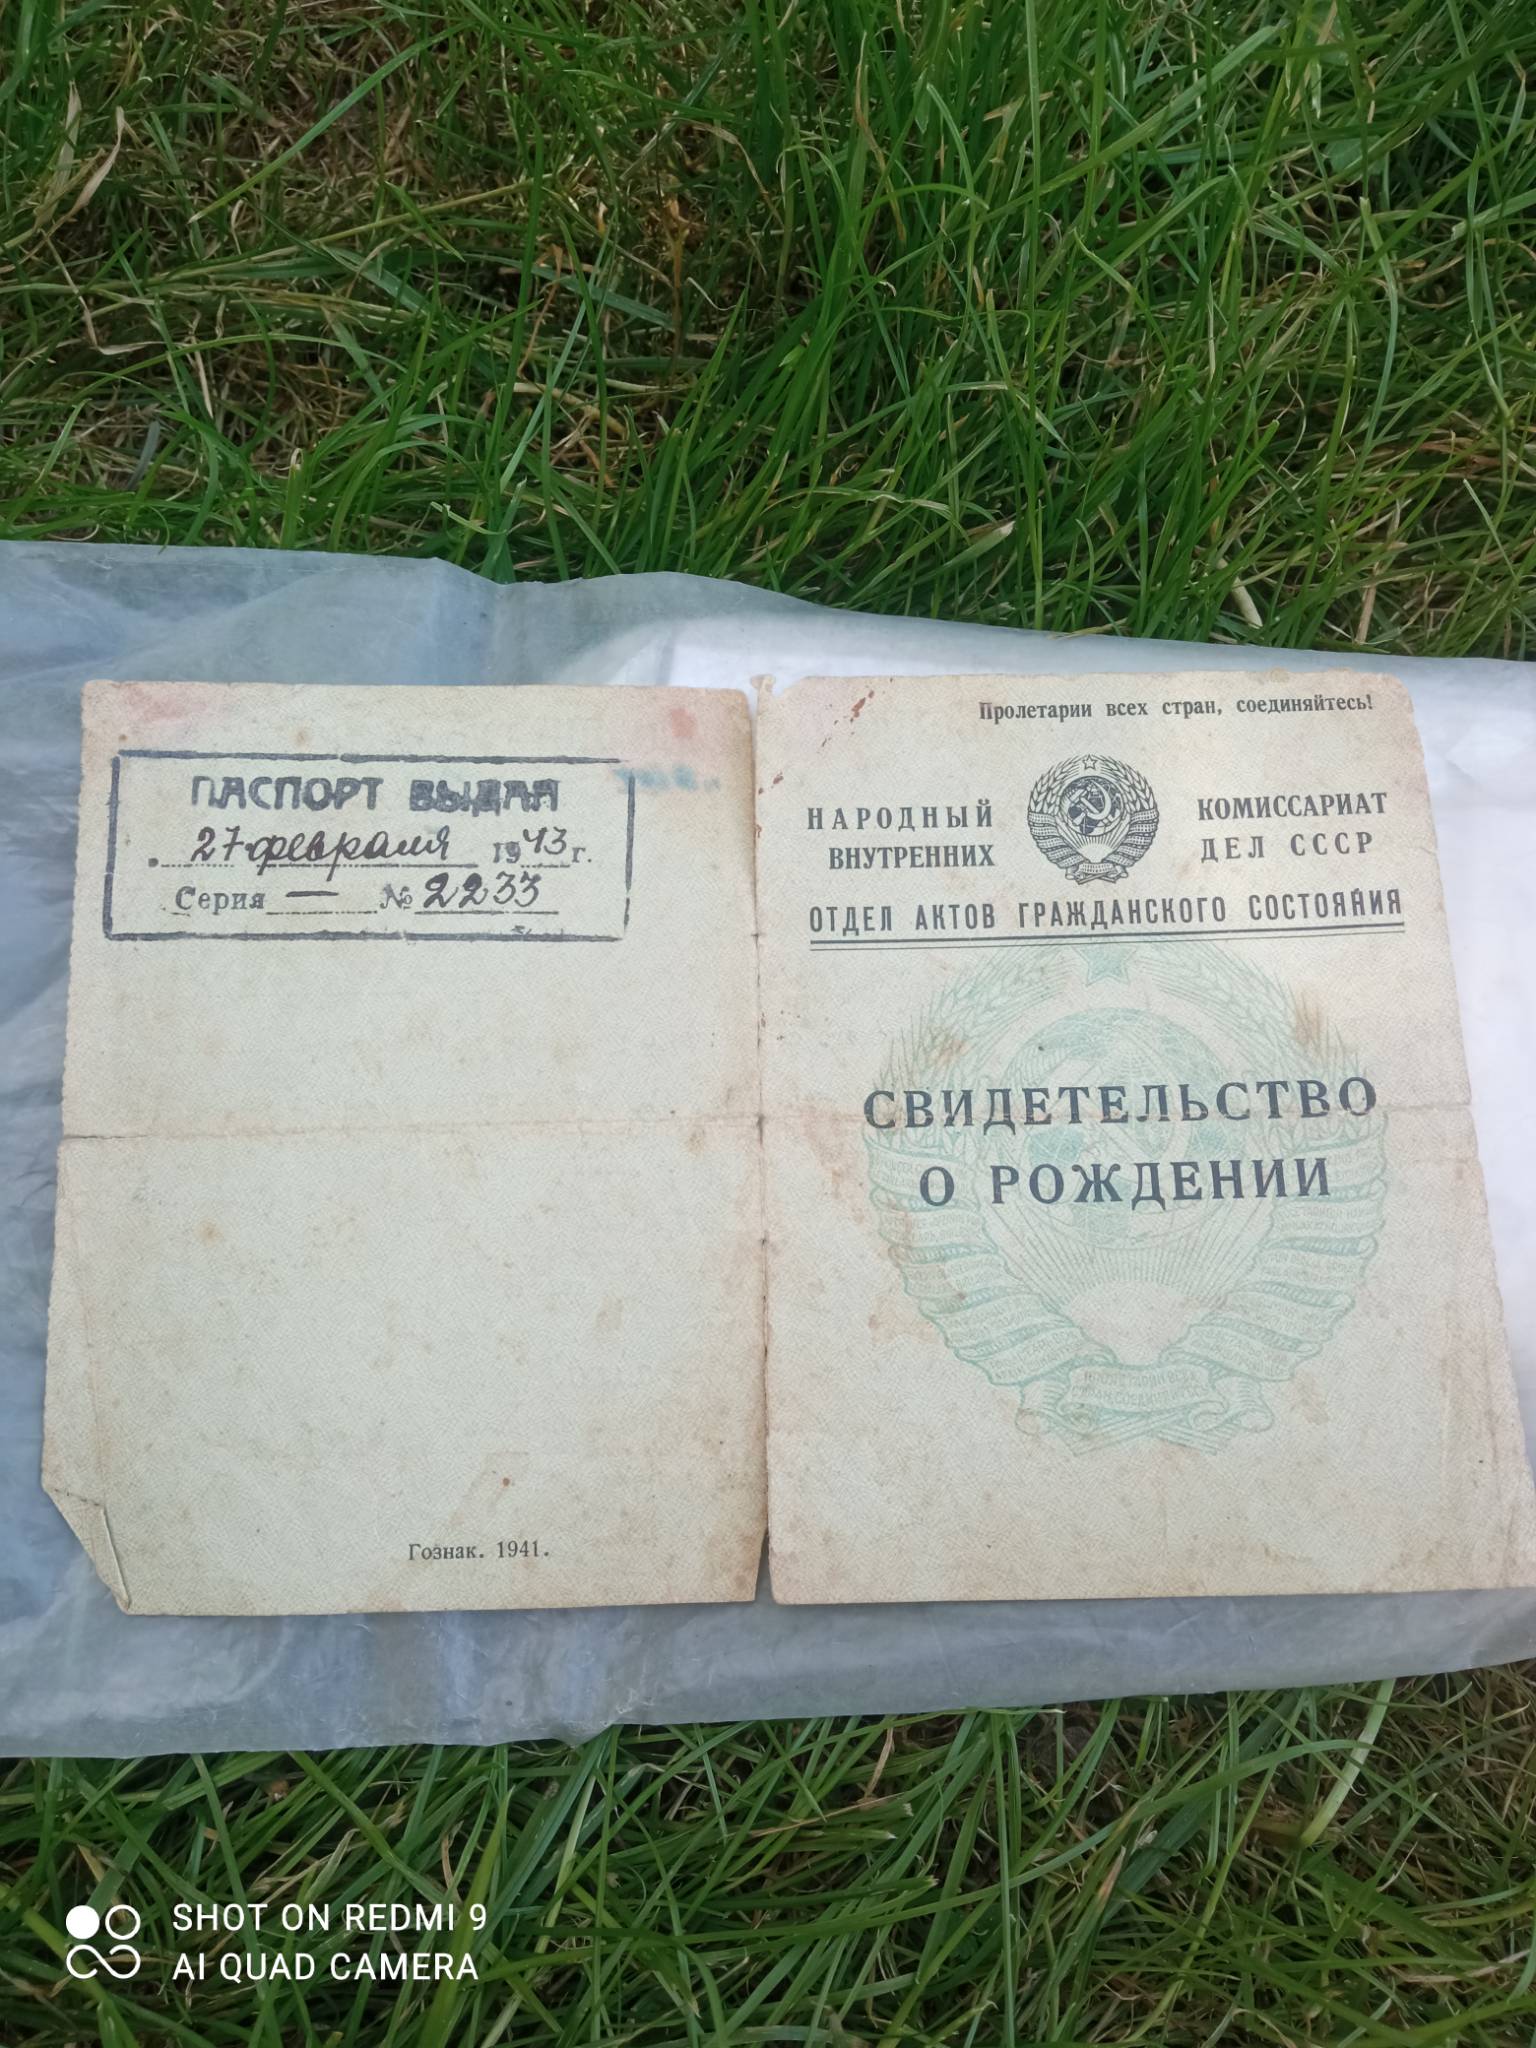 ПАСПОРТ ВЫДАН
27 февраля 1943 г.
Серия — № 2233
Гознак. 1941.
Пролетарии всех стран, соединяйтесь!
НАРОДНЫЙ КОМИССАРИАТ
ВНУТРЕННИХ ДЕЛ СССР
ОТДЕЛ АКТОВ ГРАЖДАНСКОГО СОСТОЯНИЯ
СВИДЕТЕЛЬСТВО
О РОЖДЕНИИ
SHOT ON REDMI 9
AI QUAD CAMERA